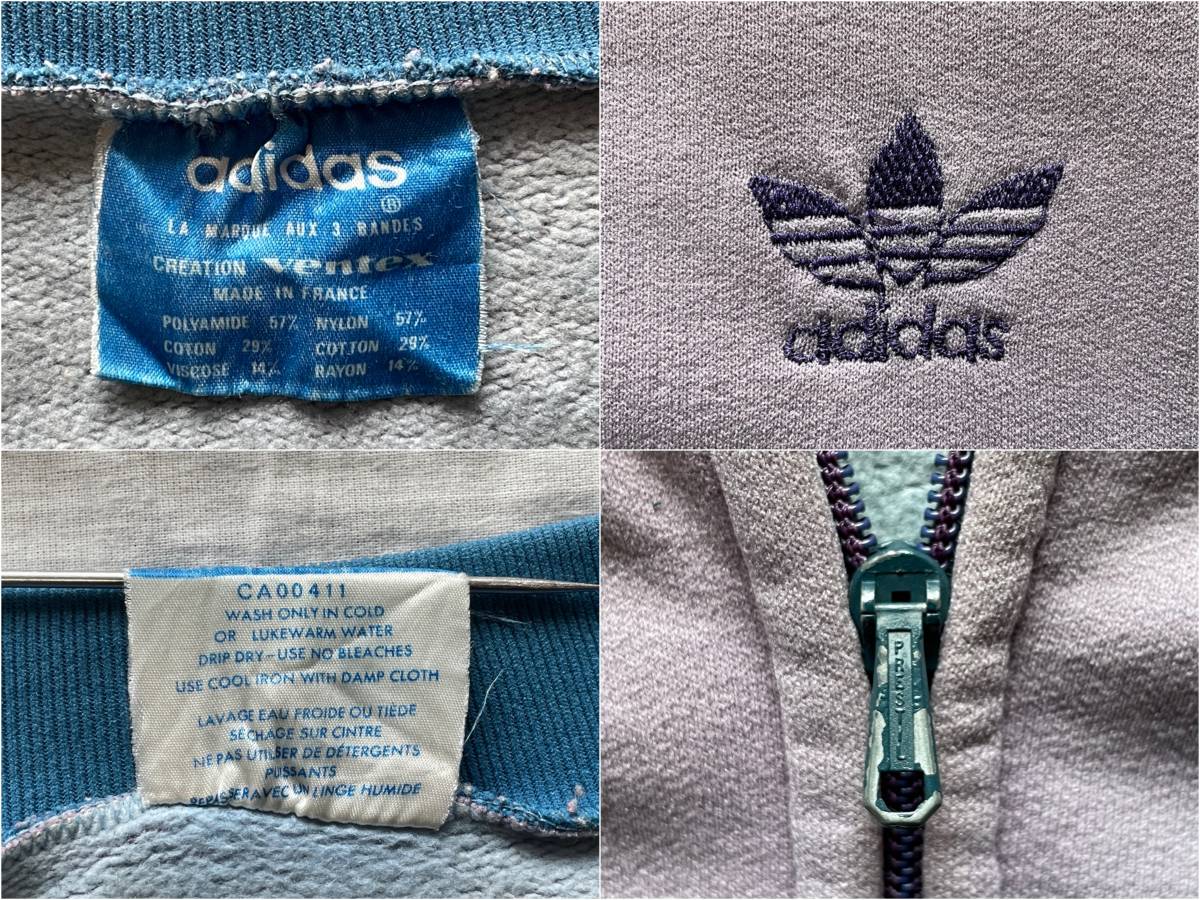 adidas
®
LA MARQUE AUX 3 BANDES
CREATION ventex
MADE IN FRANCE
POLYAMIDE 57% NYLON 57%
COTON 29% COTTON 29%
VISCOSE 14% RAYON 14%
adidas
CA00411
WASH ONLY IN COLD
OR LUKEWARM WATER
DRIP DRY-USE NO BLEACHES
USE COOL IRON WITH DAMP CLOTH
LAVAGE EAU FROIDE OU TIÈDE
SÉCHAGE SUR CINTRE
NE PAS UTILISER DE DÉTERGENTS
PUISSANTS
REPASSER AVEC UN LINGE HUMIDE
PRESTIL